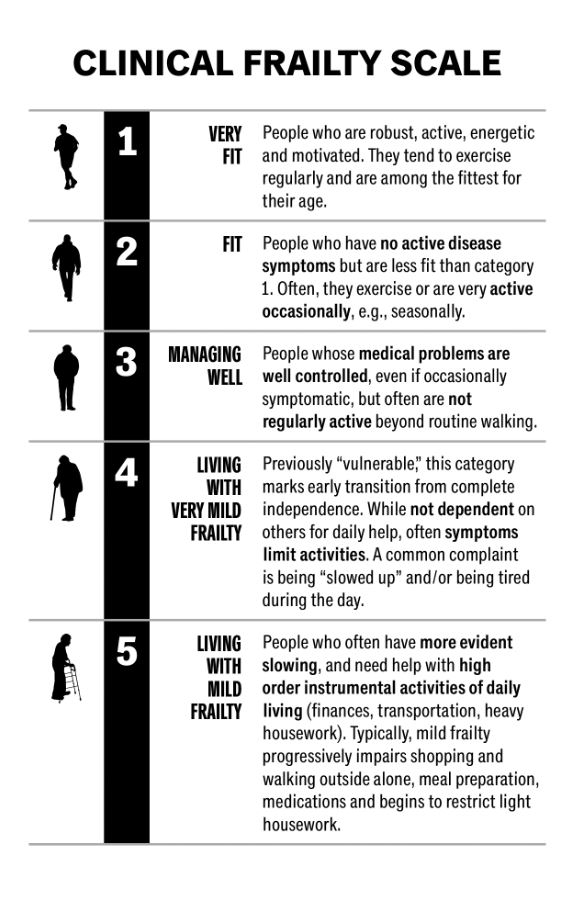 CLINICAL FRAILTY SCALE
1
VERY
FIT
People who are robust, active, energetic
and motivated. They tend to exercise
regularly and are among the fittest for
their age.
2
FIT
People who have no active disease
symptoms but are less fit than category
1. Often, they exercise or are very active
occasionally, e.g., seasonally.
3
MANAGING
WELL
People whose medical problems are
well controlled, even if occasionally
symptomatic, but often are not
regularly active beyond routine walking.
4
LIVING
WITH
VERY MILD
FRAILTY
Previously “vulnerable,” this category
marks early transition from complete
independence. While not dependent on
others for daily help, often symptoms
limit activities. A common complaint
is being “slowed up” and/or being tired
during the day.
5
LIVING
WITH
MILD
FRAILTY
People who often have more evident
slowing, and need help with high
order instrumental activities of daily
living (finances, transportation, heavy
housework). Typically, mild frailty
progressively impairs shopping and
walking outside alone, meal preparation,
medications and begins to restrict light
housework.